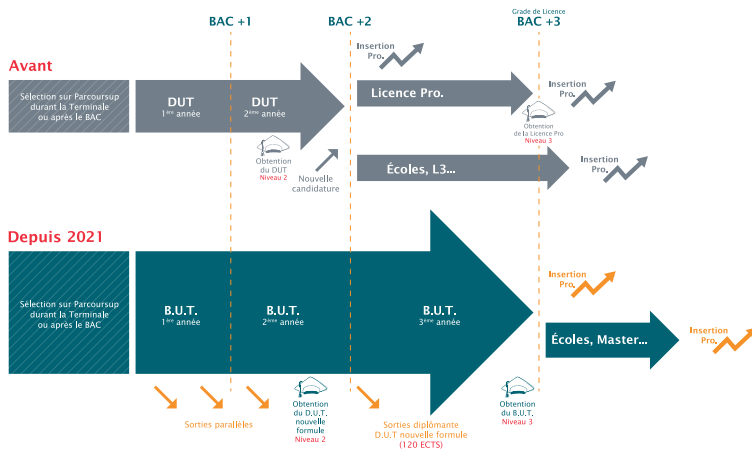 Grade de Licence
BAC +1
BAC +2
BAC +3
Avant
Insertion
Pro.
Sélection sur Parcoursup
durant la Terminale
ou après le BAC
DUT
1ère année
DUT
2ème année
Licence Pro.
Insertion
Pro.
Obtention
du DUT
Niveau 2
Nouvelle
candidature
Obtention
de la Licence Pro
Niveau 3
Écoles, L3...
Insertion
Pro.
Depuis 2021
Sélection sur Parcoursup
durant la Terminale
ou après le BAC
B.U.T.
1ère année
B.U.T.
2ème année
B.U.T.
3ème année
Insertion
Pro.
Écoles, Master...
Insertion
Pro.
Sorties parallèles
Obtention
du D.U.T.
nouvelle
formule
Niveau 2
Sorties diplômante
D.U.T nouvelle formule
(120 ECTS)
Obtention
du B.U.T.
Niveau 3